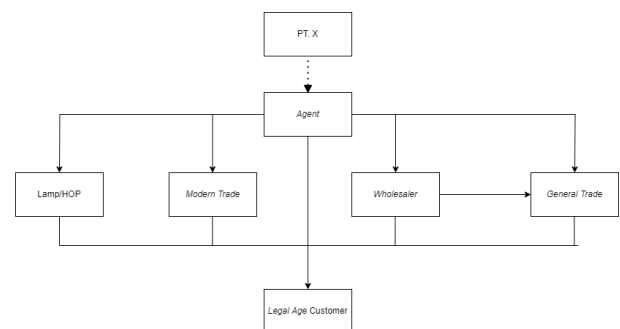 PT. X
Agent
Lamp/HOP
Modern Trade
Wholesaler
General Trade
Legal Age Customer